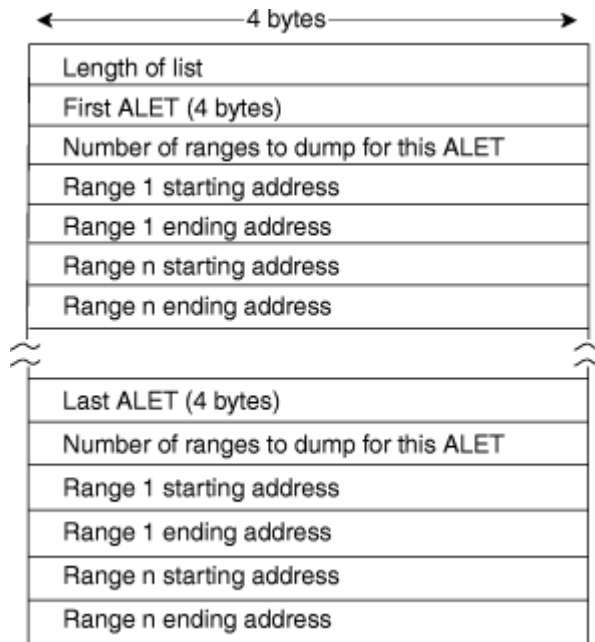 4 bytes
Length of list
First ALET (4 bytes)
Number of ranges to dump for this ALET
Range 1 starting address
Range 1 ending address
Range n starting address
Range n ending address
Last ALET (4 bytes)
Number of ranges to dump for this ALET
Range 1 starting address
Range 1 ending address
Range n starting address
Range n ending address